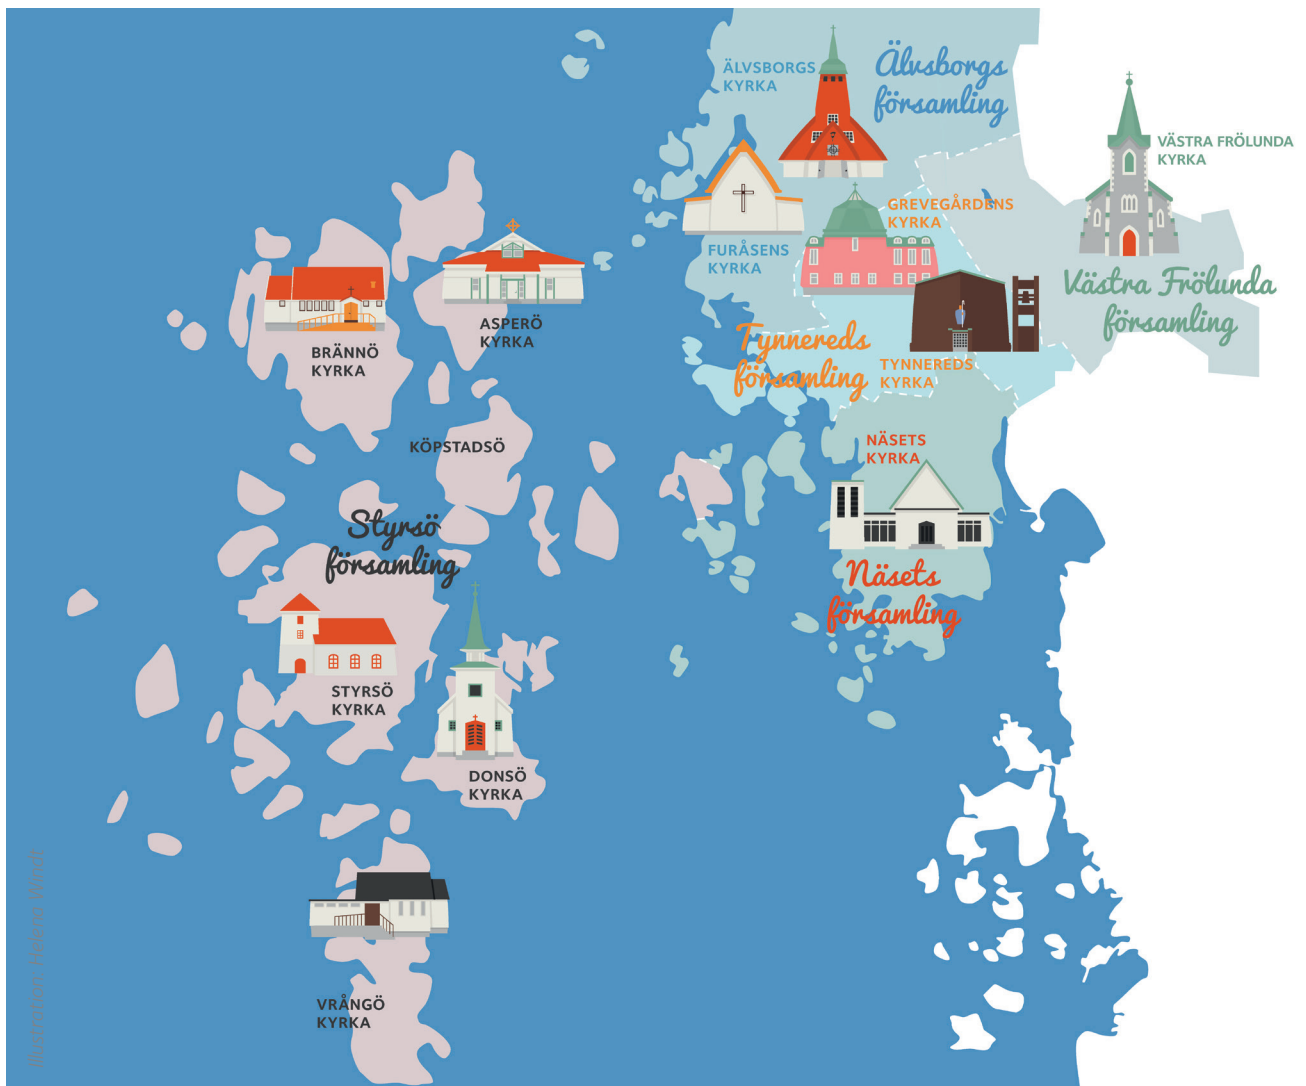 ÄLVSBORGS
KYRKA
Älvsborgs
församling
VÄSTRA FRÖLUNDA
KYRKA
GREVEGÅRDENS
KYRKA
FURÅSENS
KYRKA
Västra Frölunda
församling
ASPERÖ
KYRKA
BRÄNNÖ
KYRKA
Tynnereds
församling
TYNNEREDS
KYRKA
KÖPSTADSÖ
NÄSETS
KYRKA
Styrsö
församling
Näsets
församling
STYRSÖ
KYRKA
DONSÖ
KYRKA
VRÅNGÖ
KYRKA